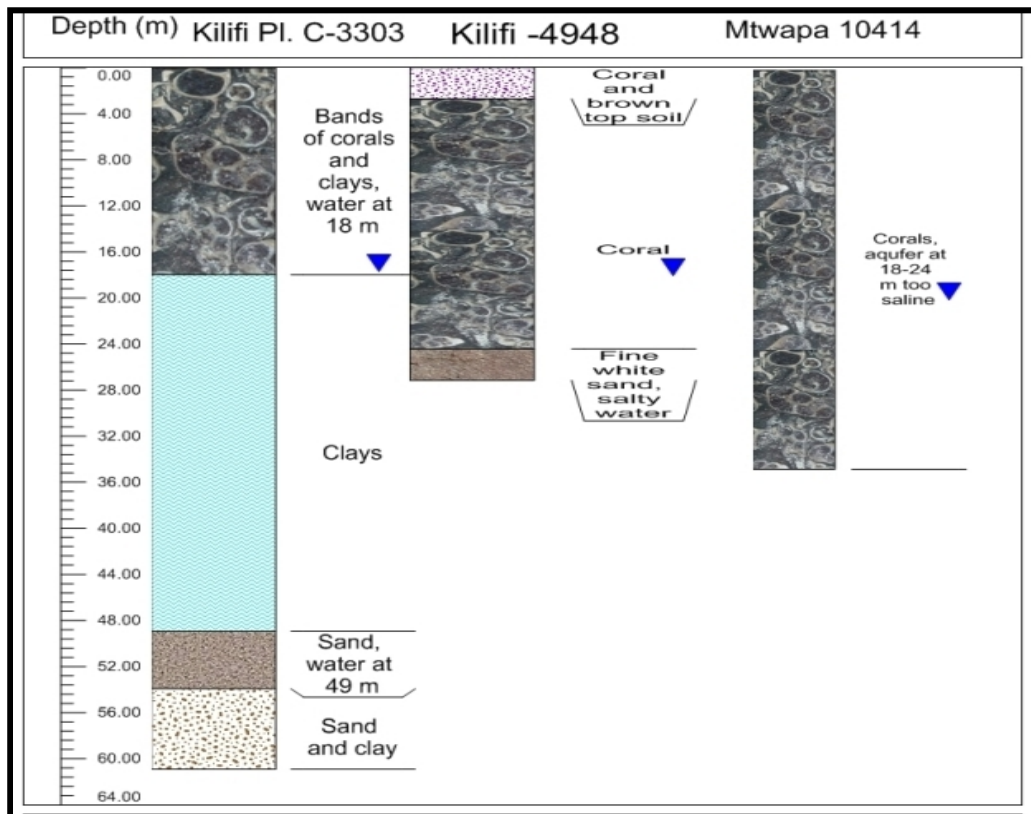 Depth (m) Kilifi Pl. C-3303 Kilifi -4948 Mtwapa 10414
0.00
4.00
8.00
12.00
16.00
20.00
24.00
28.00
32.00
36.00
40.00
44.00
48.00
52.00
56.00
60.00
64.00
Bands
of corals
and
clays,
water at
18 m
Clays
Sand,
water at
49 m
Sand
and clay
Coral
and
brown
top soil
Coral
Fine
white
sand,
salty
water
Corals,
aqufer at
18-24
m too
saline